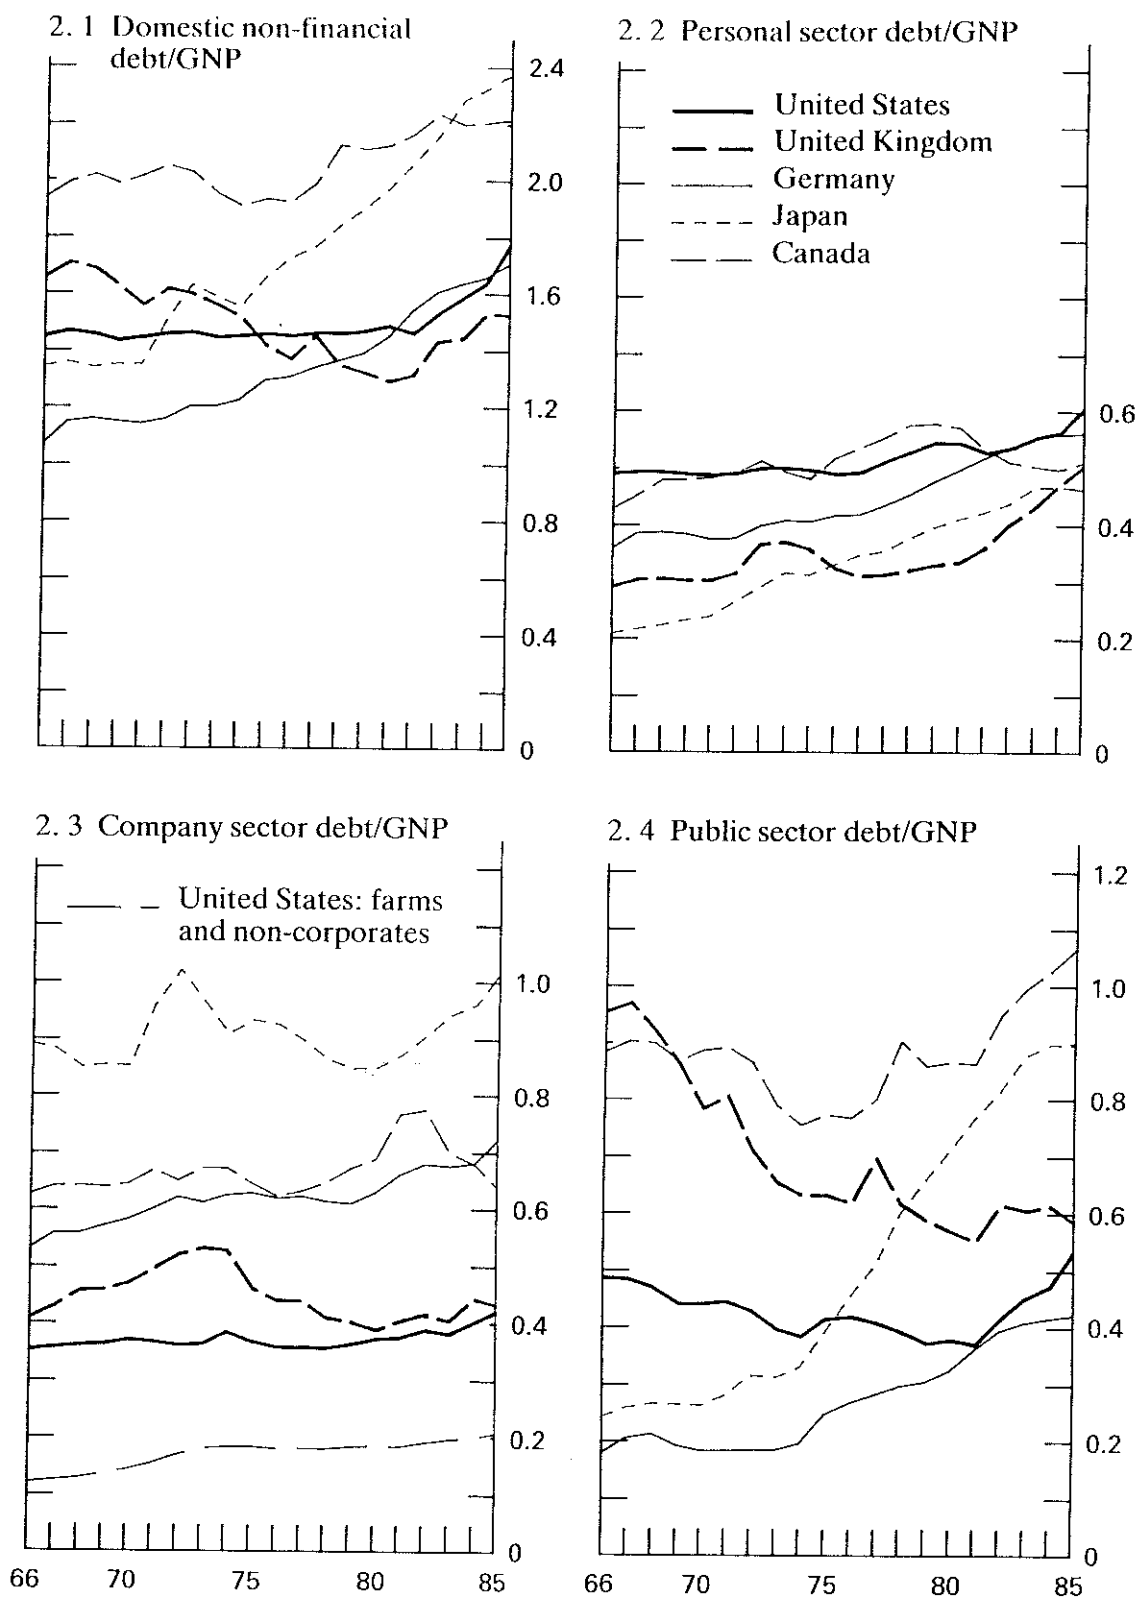 2. 1 Domestic non-financial
debt/GNP
2.4
2.0
1.6
1.2
0.8
0.4
0
2. 2 Personal sector debt/GNP
United States
United Kingdom
Germany
Japan
Canada
0.6
0.4
0.2
0
2. 3 Company sector debt/GNP
United States: farms
and non-corporates
1.0
0.8
0.6
0.4
0.2
0
66 70 75 80 85
2. 4 Public sector debt/GNP
1.2
1.0
0.8
0.6
0.4
0.2
0
66 70 75 80 85